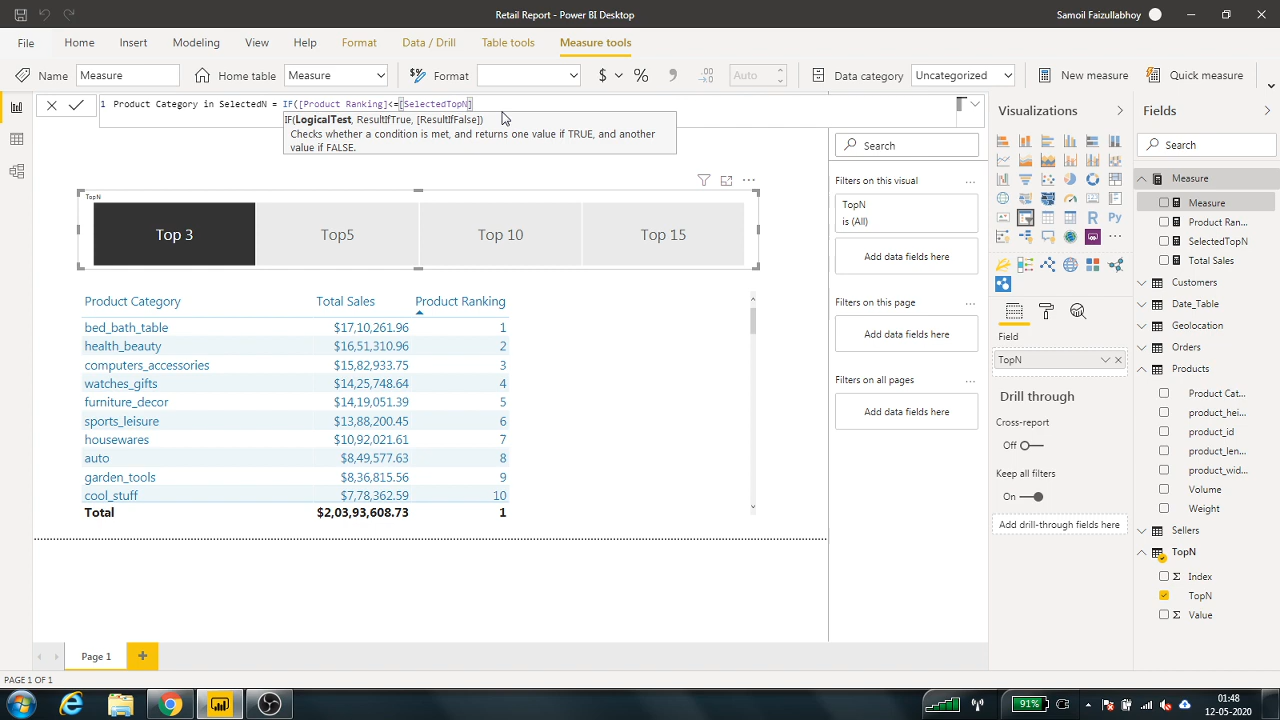 Retail Report - Power BI Desktop
Samoil Faizullabhoy
File Home Insert Modeling View Help Format Data / Drill Table tools Measure tools
Name Measure Home table Measure Format $ % Auto Data category Uncategorized New measure Quick measure
1 Product Category in SelectedN = IF([Product Ranking]<=[SelectedTopN]
IF(LogicalTest, ResultIfTrue, [ResultIfFalse])
Checks whether a condition is met, and returns one value if TRUE, and another
value if FALSE.
TopN
Top 3 Top5 Top 10 Top 15
Product Category Total Sales Product Ranking
bed_bath_table $17,10,261.96 1
health_beauty $16,51,310.96 2
computers_accessories $15,82,933.75 3
watches_gifts $14,25,748.64 4
furniture_decor $14,19,051.39 5
sports_leisure $13,88,200.45 6
housewares $10,92,021.61 7
auto $8,49,577.63 8
garden_tools $8,36,815.56 9
cool_stuff $7,78,362.59 10
Total $2,03,93,608.73 1
Search
Filters on this visual ...
TopN
is (All)
Add data fields here
Filters on this page ...
Add data fields here
Filters on all pages ...
Add data fields here
Visualizations
R Py
Field
TopN
Drill through
Cross-report
Off
Keep all filters
On
Add drill-through fields here
Fields
Search
Measure
Measure
Product Ran...
SelectedTopN
Total Sales
Customers
Date_Table
Geolocation
Orders
Products
Product Cat...
product_hei...
product_id
product_len...
product_wid...
Volume
Weight
Sellers
TopN
Index
TopN
Value
Page 1
PAGE 1 OF 1
91%
01:48
12-05-2020